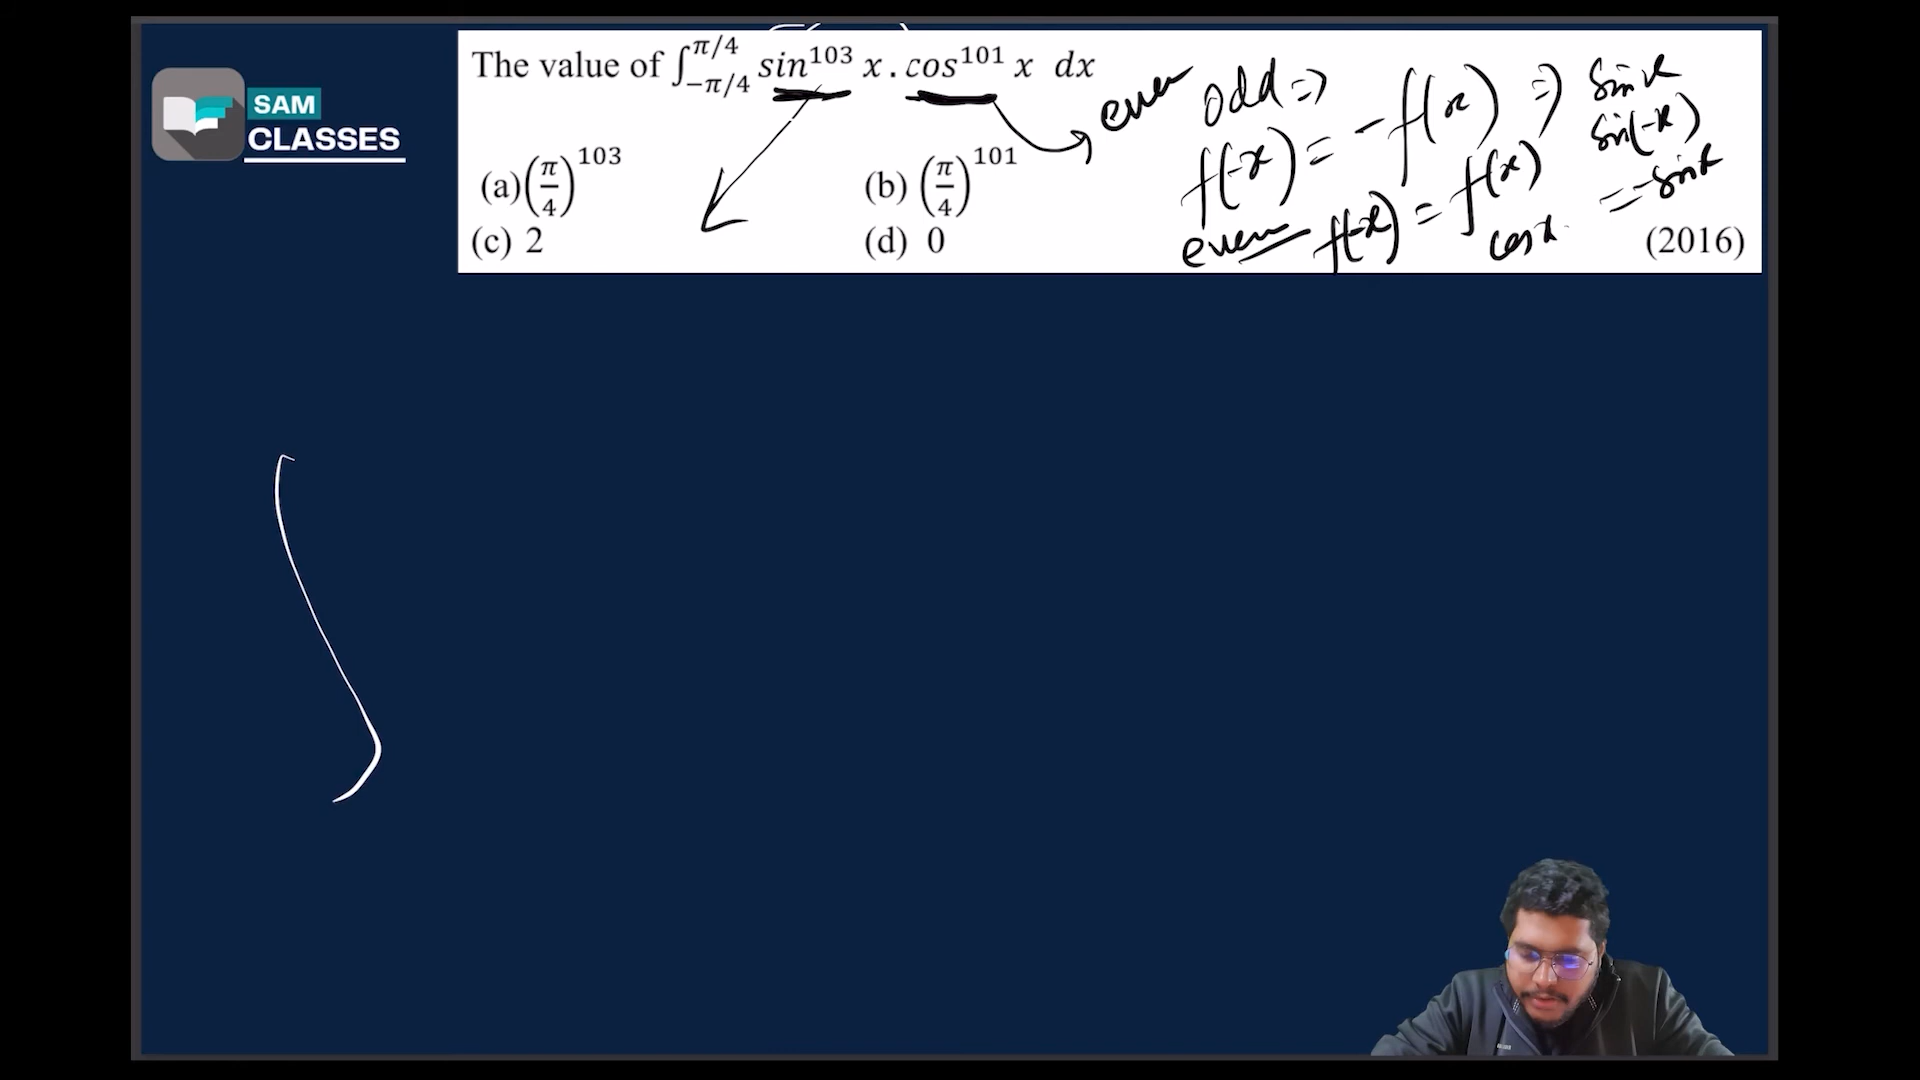 SAM
CLASSES
The value of ∫_{-π/4}^{π/4} sin^{103} x . cos^{101} x dx
(a) (π/4)^{103}
(b) (π/4)^{101}
(c) 2
(d) 0
(2016)
even
odd ⇒
f(-x) = -f(x) ⇒ sin x
sin(-x)
= -sin x
even f(-x) = f(x)
cos x